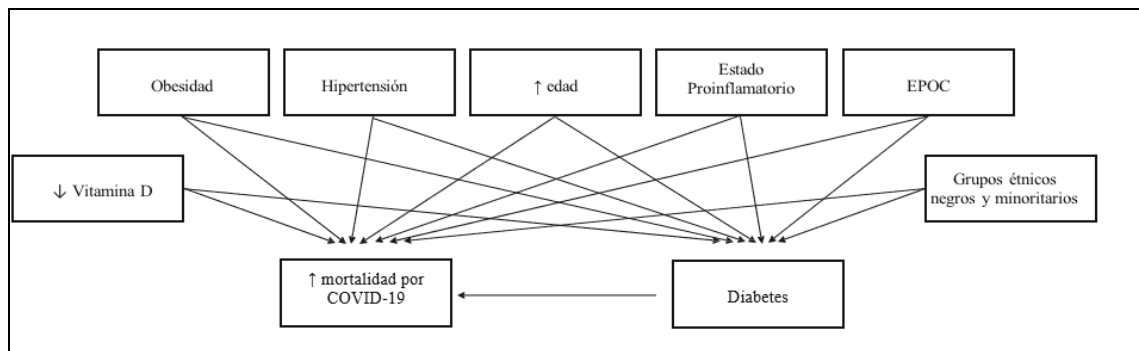 Obesidad
Hipertensión
↑ edad
Estado
Proinflamatorio
EPOC
↓ Vitamina D
Grupos étnicos
negros y minoritarios
↑ mortalidad por
COVID-19
Diabetes